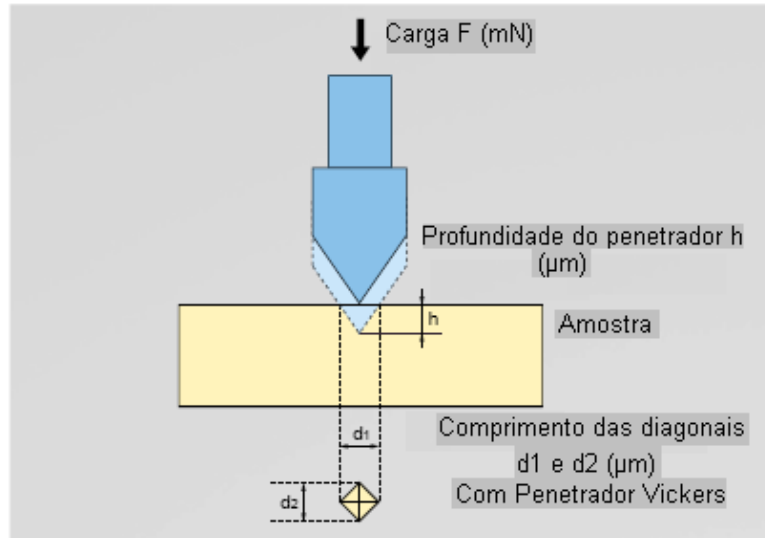 Carga F (mN)
Profundidade do penetrador h
(µm)
h
Amostra
d1
Comprimento das diagonais
d1 e d2 (µm)
Com Penetrador Vickers
d2